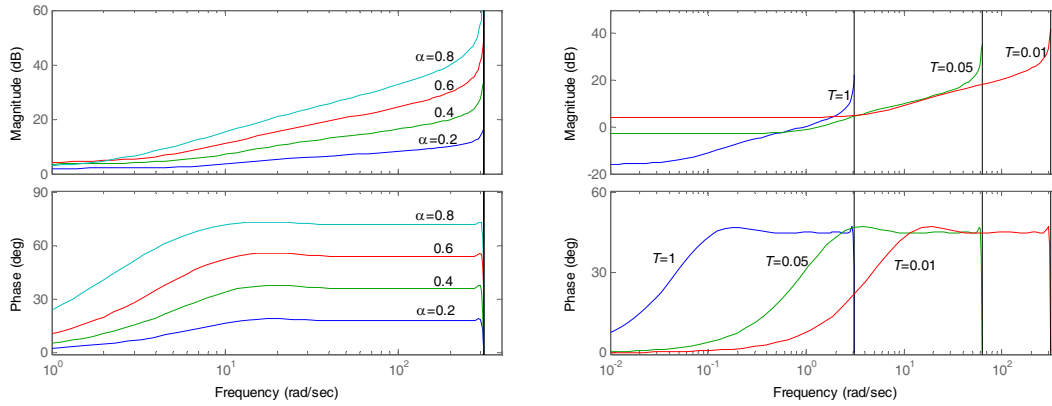 60
40
20
0
Magnitude (dB)
α=0.8
0.6
0.4
α=0.2
90
60
30
0
Phase (deg)
α=0.8
0.6
0.4
α=0.2
10^0
10^1
10^2
Frequency (rad/sec)
40
20
0
-20
Magnitude (dB)
T=1
T=0.05
T=0.01
60
30
0
Phase (deg)
T=1
T=0.05
T=0.01
10^-2
10^-1
10^0
10^1
10^2
Frequency (rad/sec)